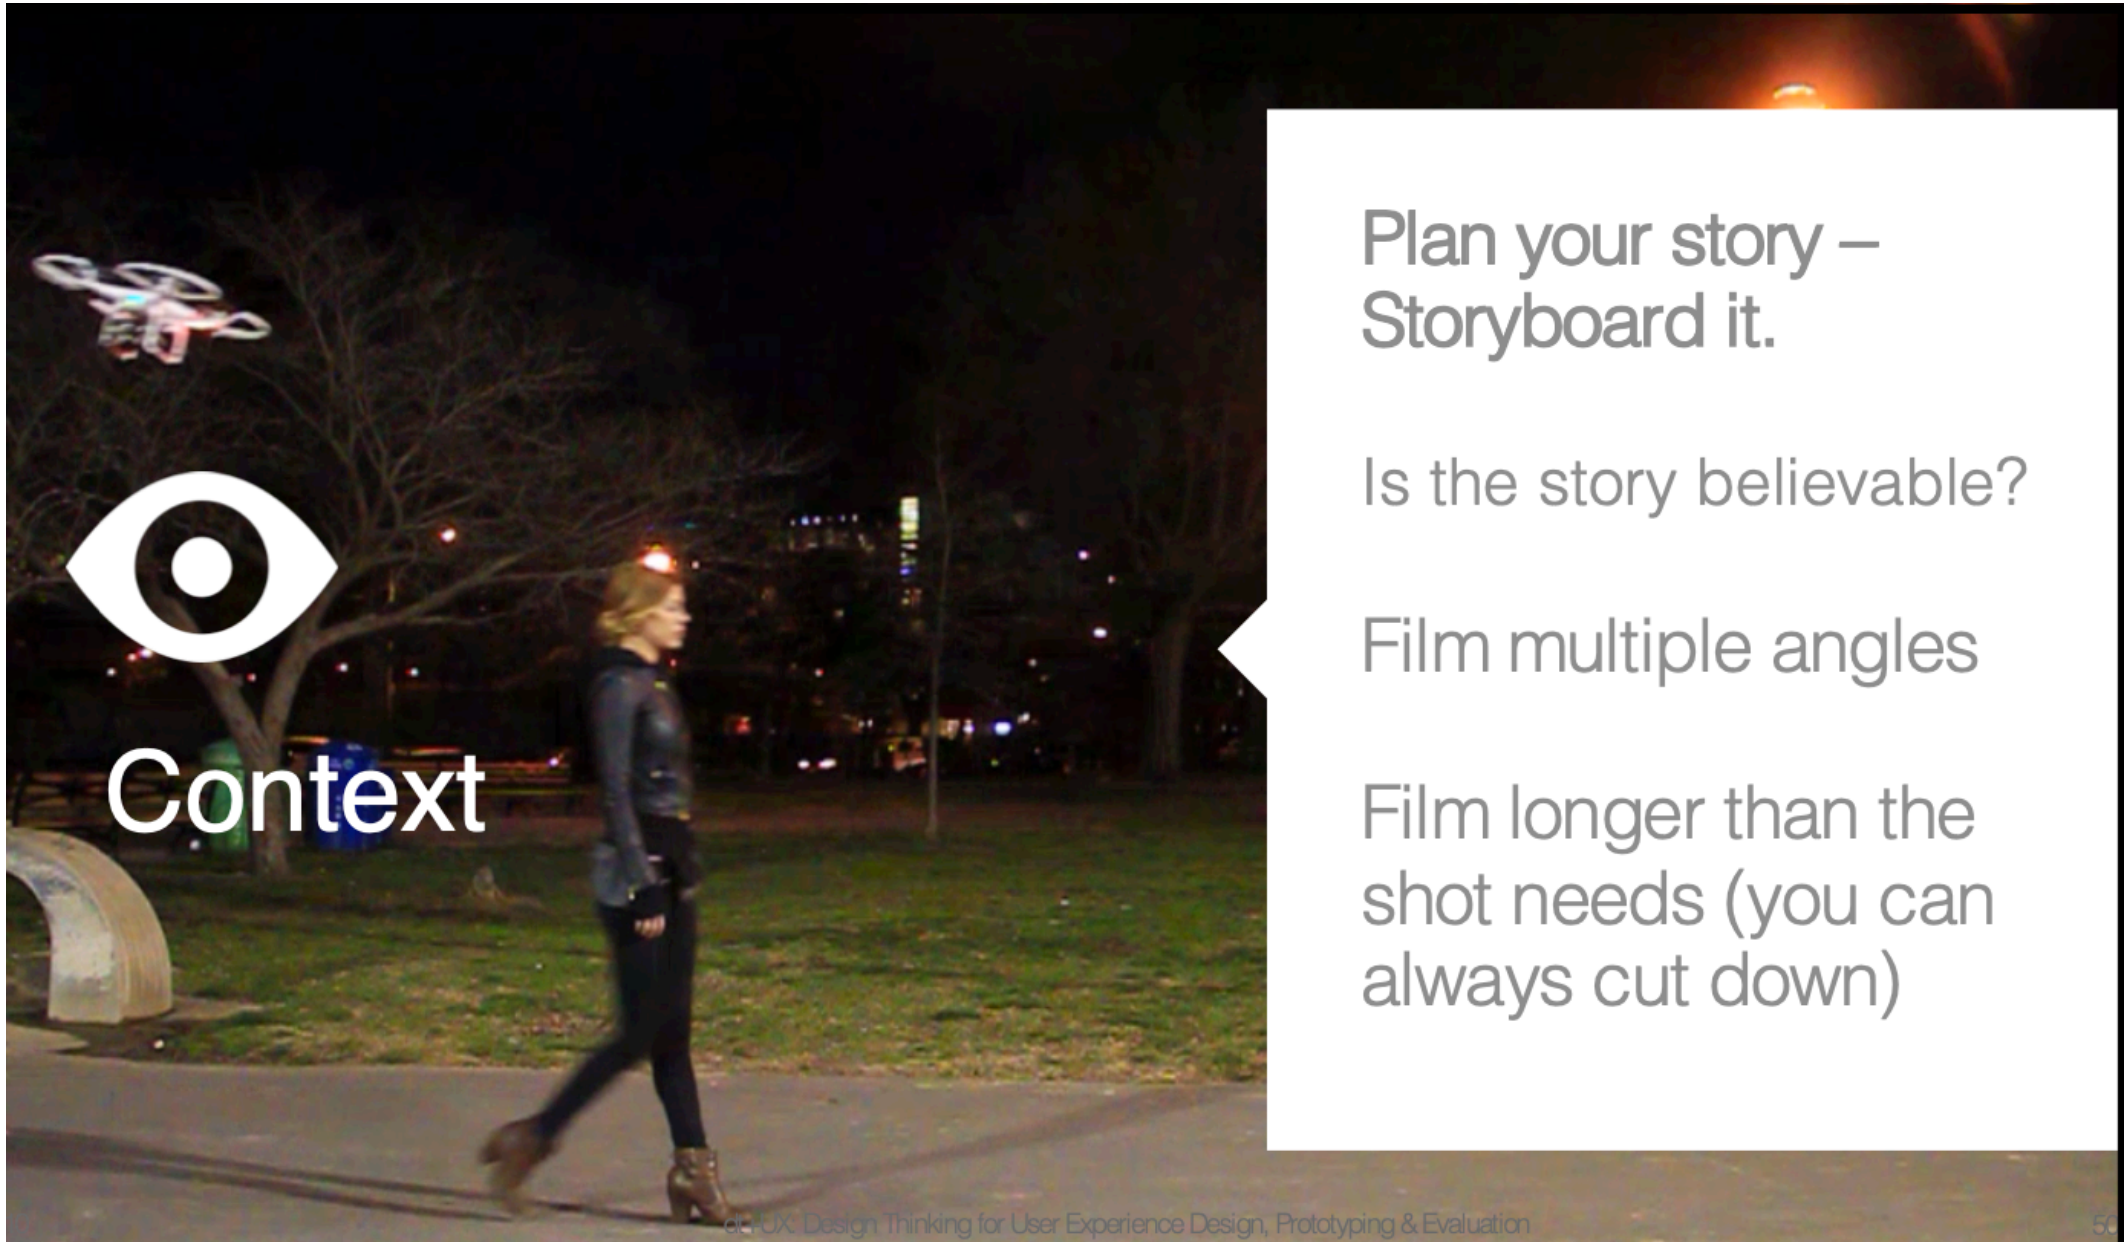 Context
Plan your story –
Storyboard it.
Is the story believable?
Film multiple angles
Film longer than the
shot needs (you can
always cut down)
Design Thinking for User Experience Design, Prototyping & Evaluation